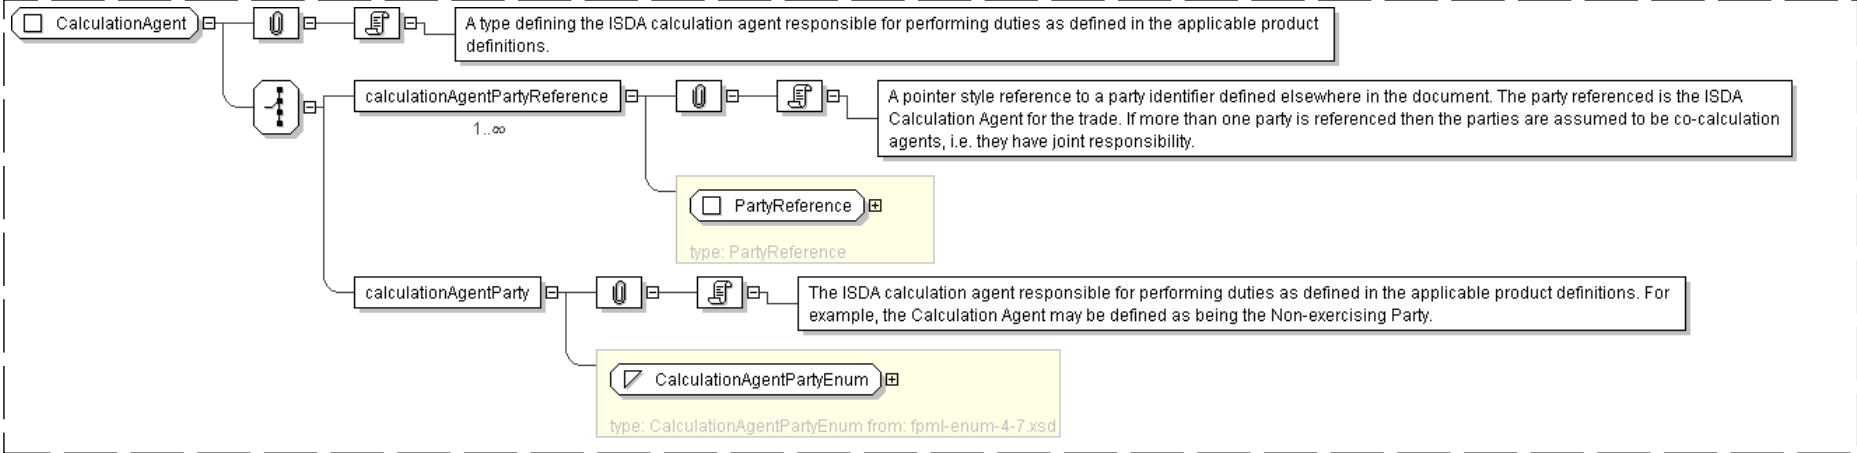 CalculationAgent
A type defining the ISDA calculation agent responsible for performing duties as defined in the applicable product
definitions.
calculationAgentPartyReference
1..∞
A pointer style reference to a party identifier defined elsewhere in the document. The party referenced is the ISDA
Calculation Agent for the trade. If more than one party is referenced then the parties are assumed to be co-calculation
agents, i.e. they have joint responsibility.
PartyReference
type: PartyReference
calculationAgentParty
The ISDA calculation agent responsible for performing duties as defined in the applicable product definitions. For
example, the Calculation Agent may be defined as being the Non-exercising Party.
CalculationAgentPartyEnum
type: CalculationAgentPartyEnum from: fpml-enum-4-7.xsd